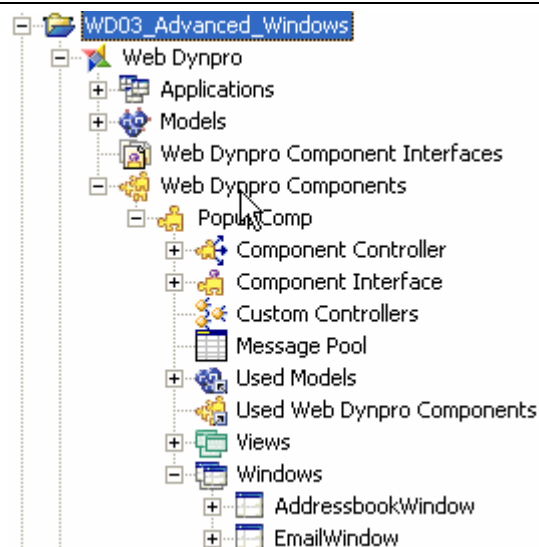 WD03_Advanced_Windows
Web Dynpro
Applications
Models
Web Dynpro Component Interfaces
Web Dynpro Components
Comp
Component Controller
Component Interface
Custom Controllers
Message Pool
Used Models
Used Web Dynpro Components
Views
Windows
AddressbookWindow
EmailWindow